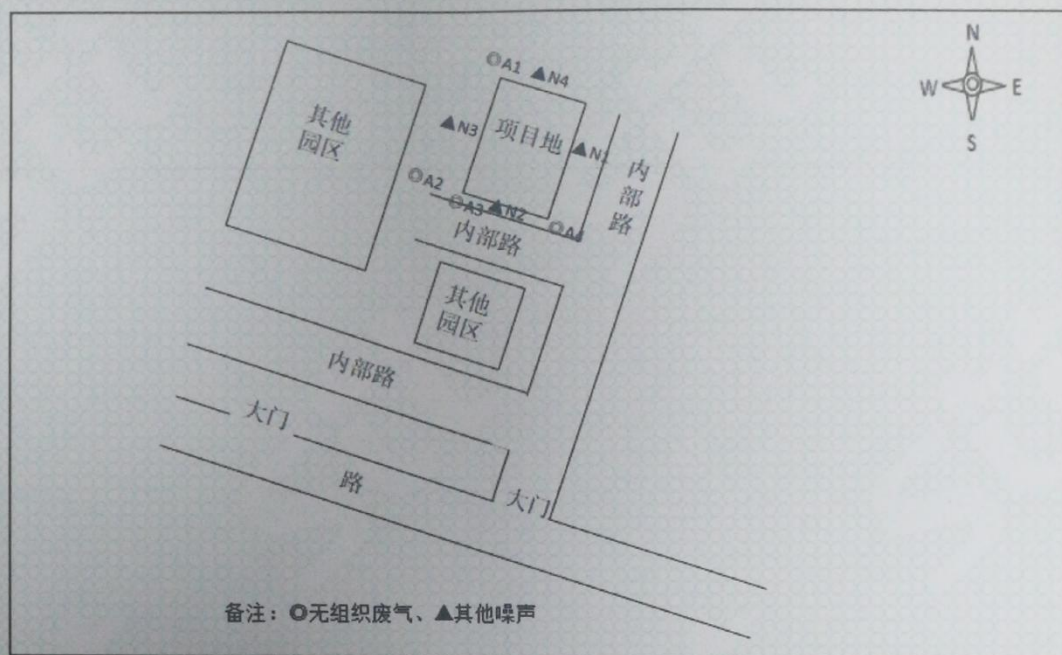 N
W
E
S
A1
N4
其他
园区
N3
项目地
N1
内
部
路
A2
A3
N2
内部路
其他
园区
内部路
大门
路
大门
备注：◎无组织废气、▲其他噪声